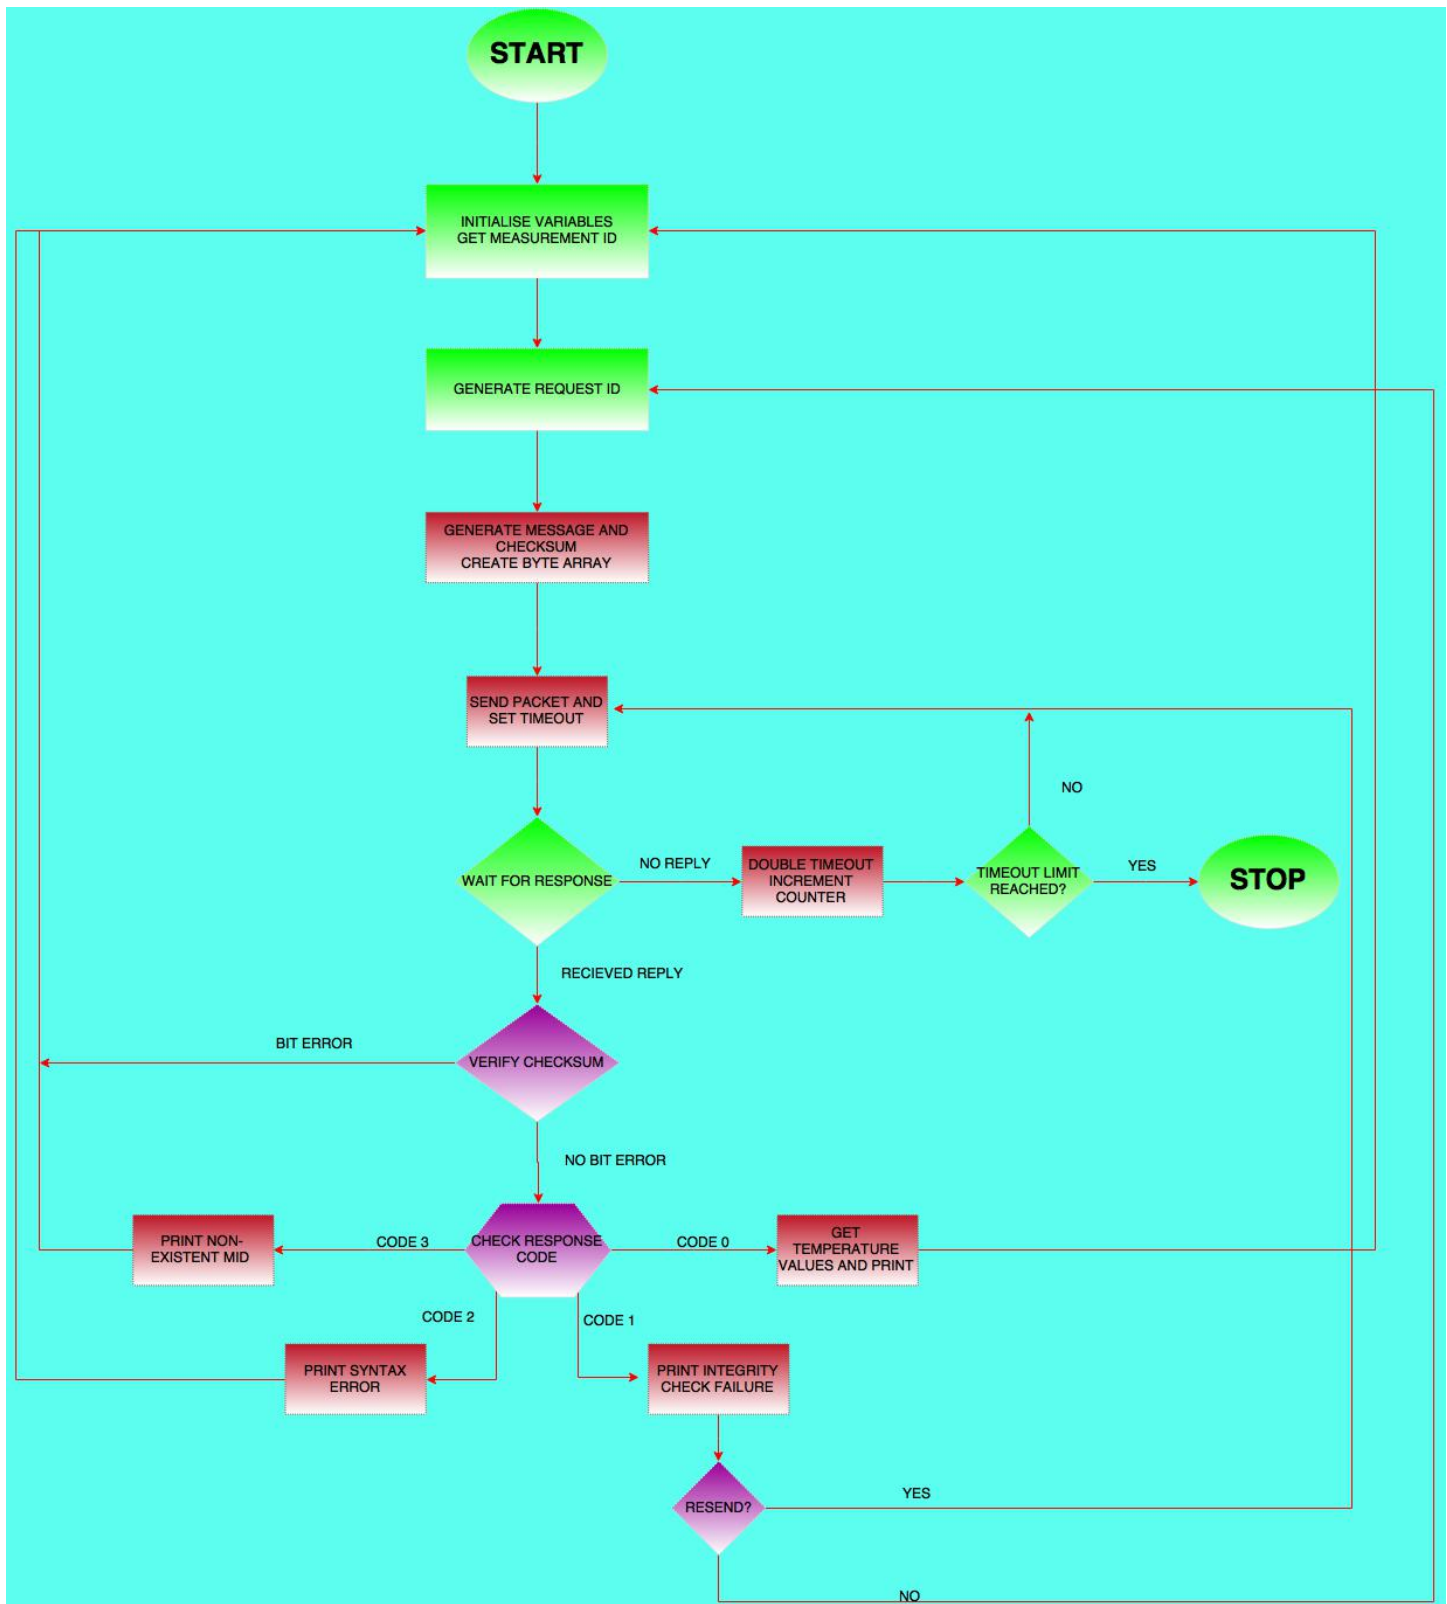 START
INITIALISE VARIABLES
GET MEASUREMENT ID
GENERATE REQUEST ID
GENERATE MESSAGE AND
CHECKSUM
CREATE BYTE ARRAY
SEND PACKET AND
SET TIMEOUT
NO
WAIT FOR RESPONSE
NO REPLY
DOUBLE TIMEOUT
INCREMENT
COUNTER
TIMEOUT LIMIT
REACHED?
YES
STOP
RECIEVED REPLY
BIT ERROR
VERIFY CHECKSUM
NO BIT ERROR
PRINT NON-
EXISTENT MID
CODE 3
CHECK RESPONSE
CODE
CODE 0
GET
TEMPERATURE
VALUES AND PRINT
CODE 2
CODE 1
PRINT SYNTAX
ERROR
PRINT INTEGRITY
CHECK FAILURE
RESEND?
YES
NO